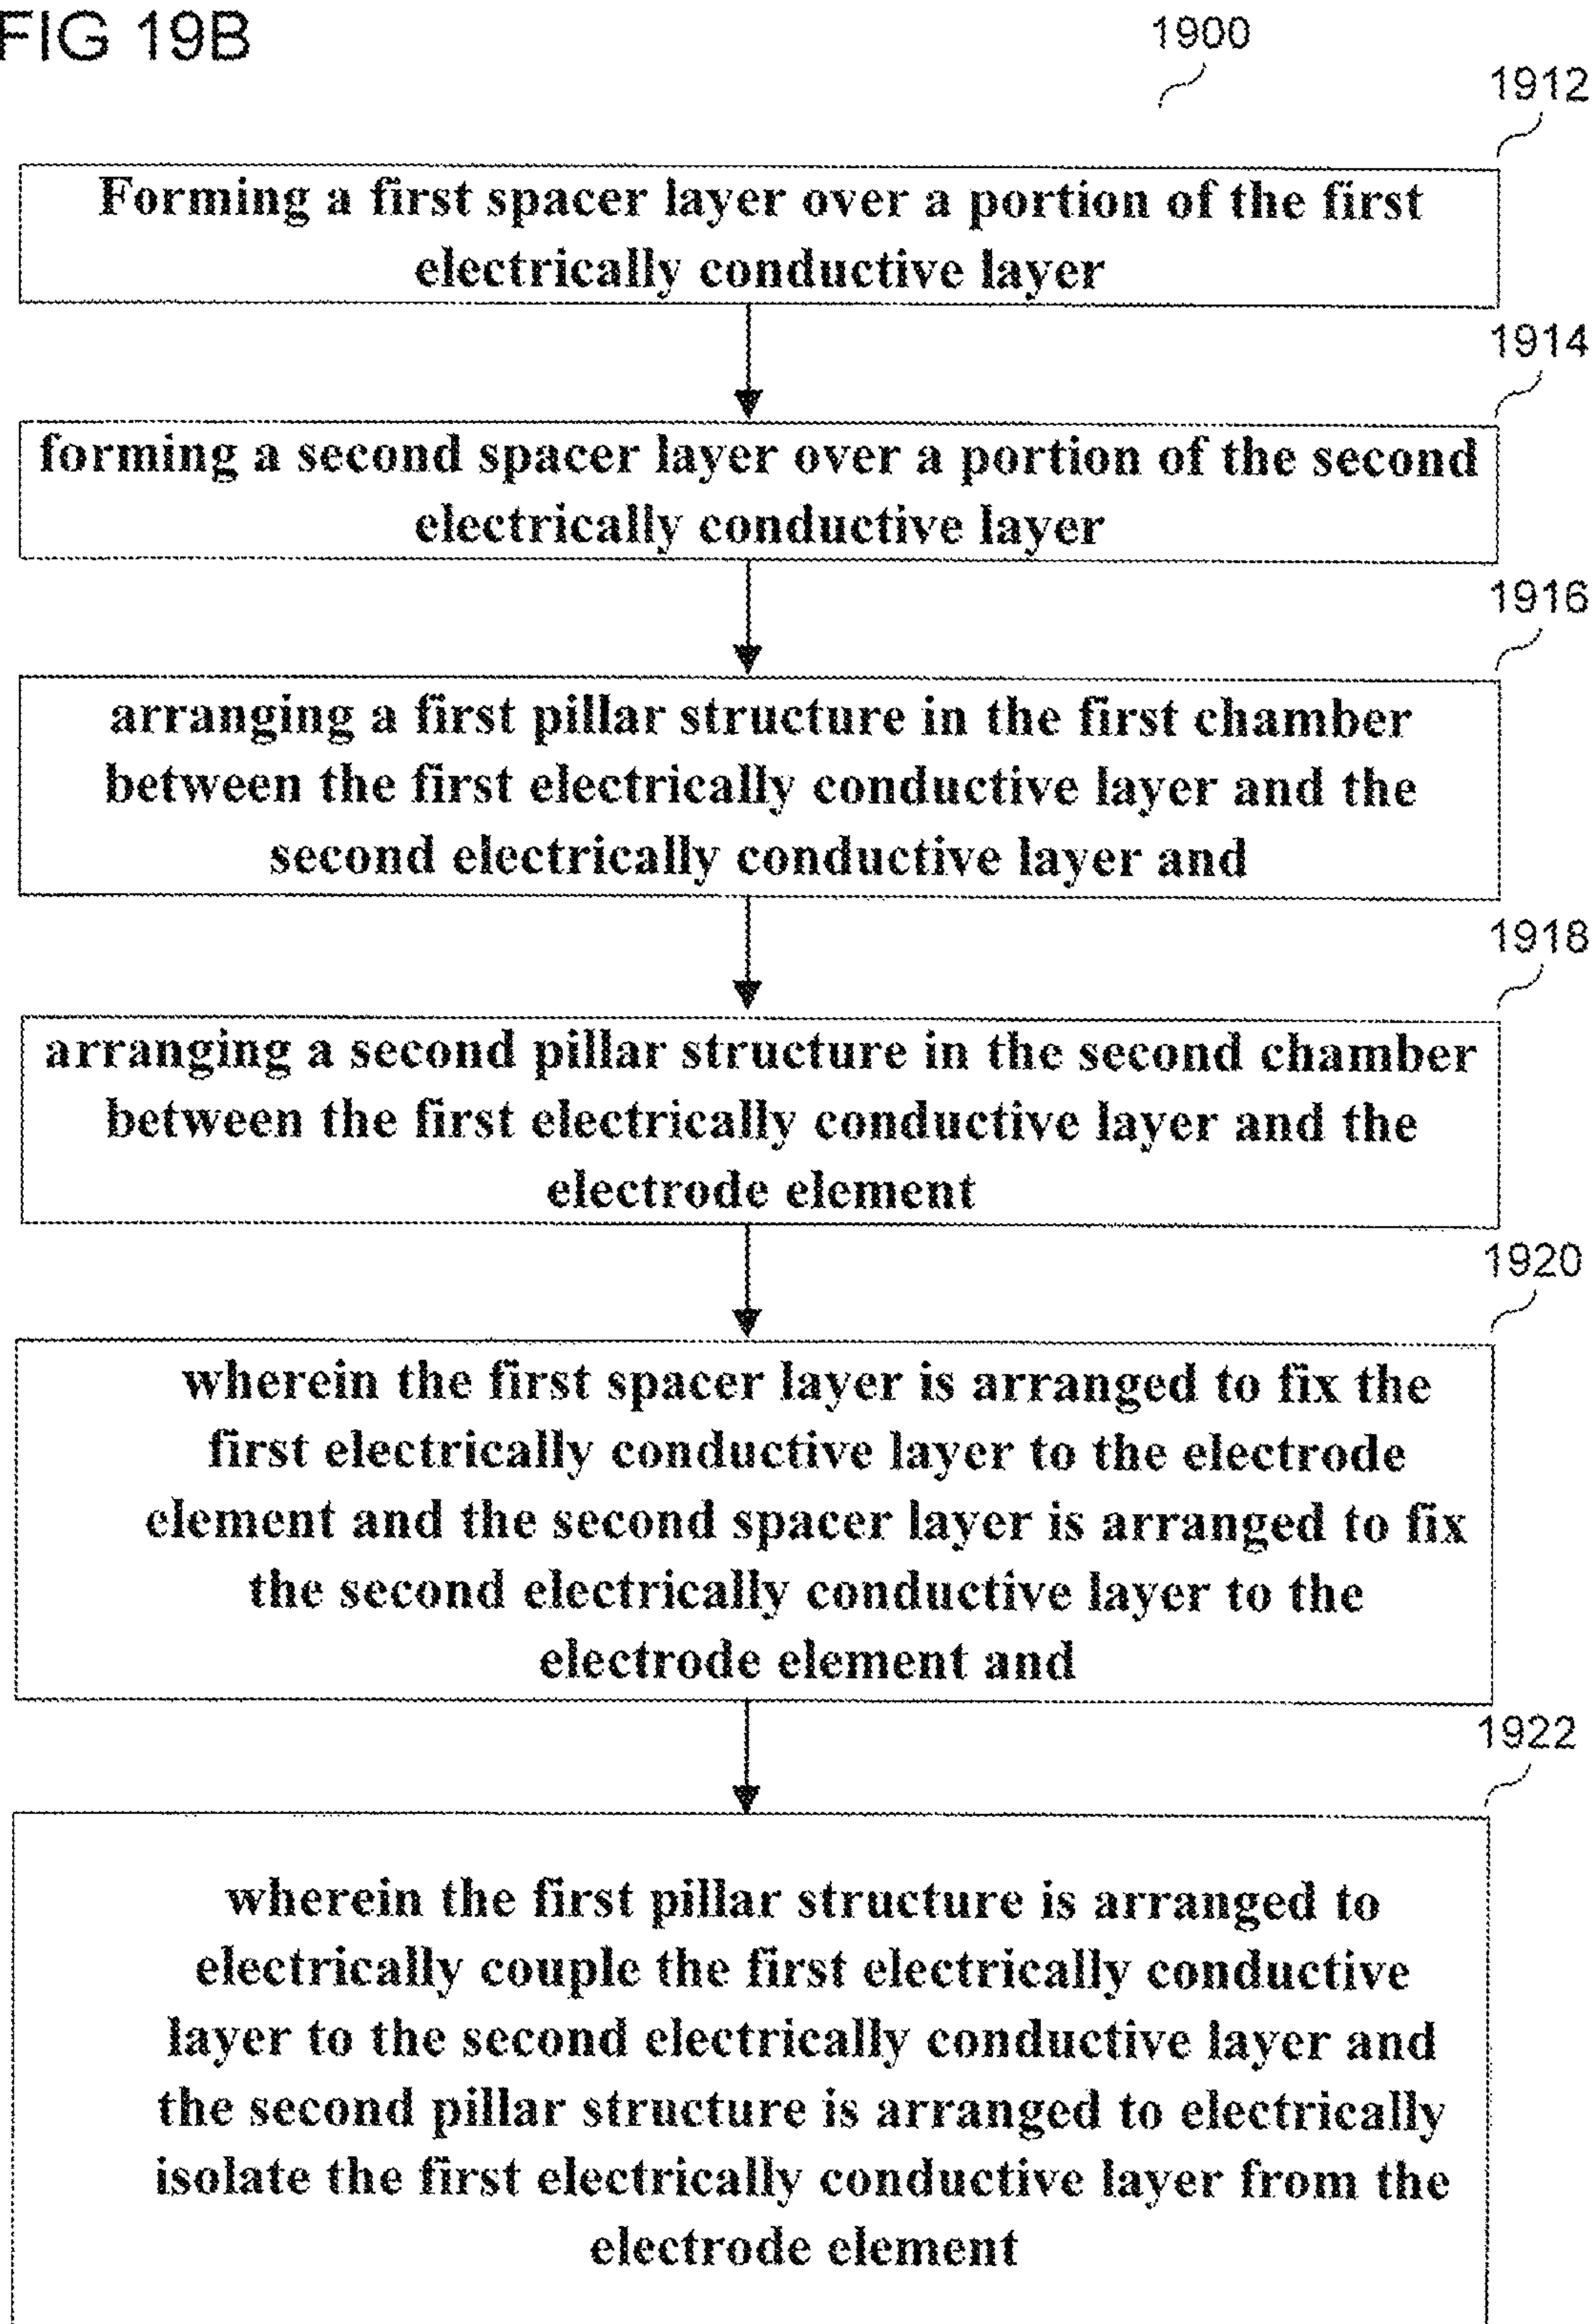 FIG 19B
1900
1912
Forming a first spacer layer over a portion of the first
electrically conductive layer
1914
forming a second spacer layer over a portion of the second
electrically conductive layer
1916
arranging a first pillar structure in the first chamber
between the first electrically conductive layer and the
second electrically conductive layer and
1918
arranging a second pillar structure in the second chamber
between the first electrically conductive layer and the
electrode element
1920
wherein the first spacer layer is arranged to fix the
first electrically conductive layer to the electrode
element and the second spacer layer is arranged to fix
the second electrically conductive layer to the
electrode element and
1922
wherein the first pillar structure is arranged to
electrically couple the first electrically conductive
layer to the second electrically conductive layer and
the second pillar structure is arranged to electrically
isolate the first electrically conductive layer from the
electrode element